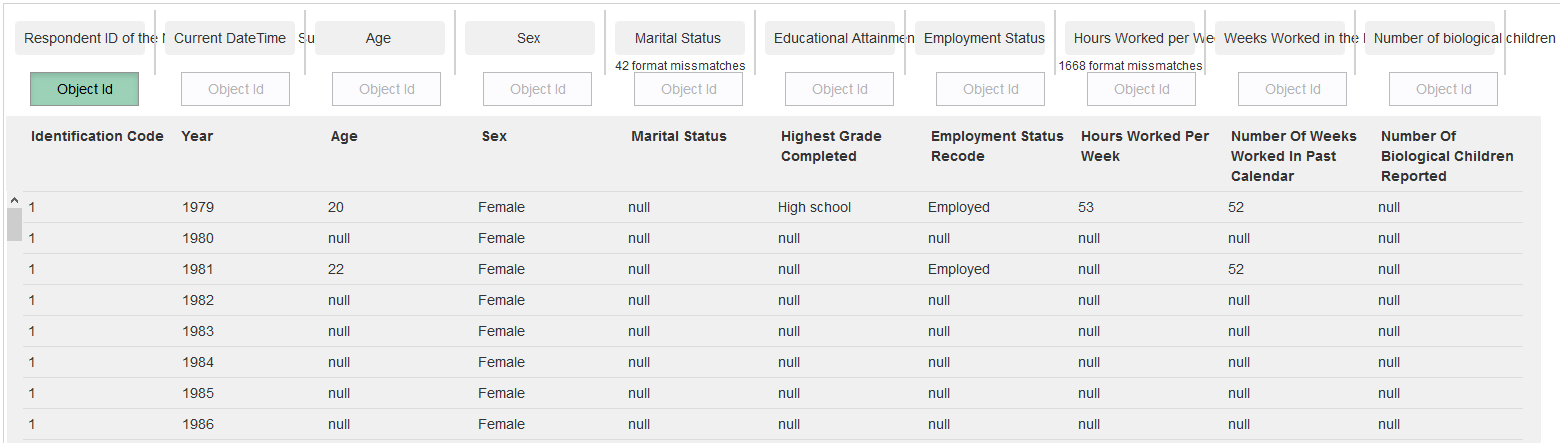 Respondent ID of the N Current DateTime Su Age Sex Marital Status Educational Attainmen Employment Status Hours Worked per Wee Weeks Worked in the Number of biological children
42 format missmatches 1668 format missmatches
Object Id Object Id Object Id Object Id Object Id Object Id Object Id Object Id Object Id Object Id
Identification Code Year Age Sex Marital Status Highest Grade Employment Status Hours Worked Per Number Of Weeks Number Of
Completed Recode Week Worked In Past Biological Children
Calendar Reported
1 1979 20 Female null High school Employed 53 52 null
1 1980 null Female null null null null null null
1 1981 22 Female null null Employed null 52 null
1 1982 null Female null null null null null null
1 1983 null Female null null null null null null
1 1984 null Female null null null null null null
1 1985 null Female null null null null null null
1 1986 null Female null null null null null null